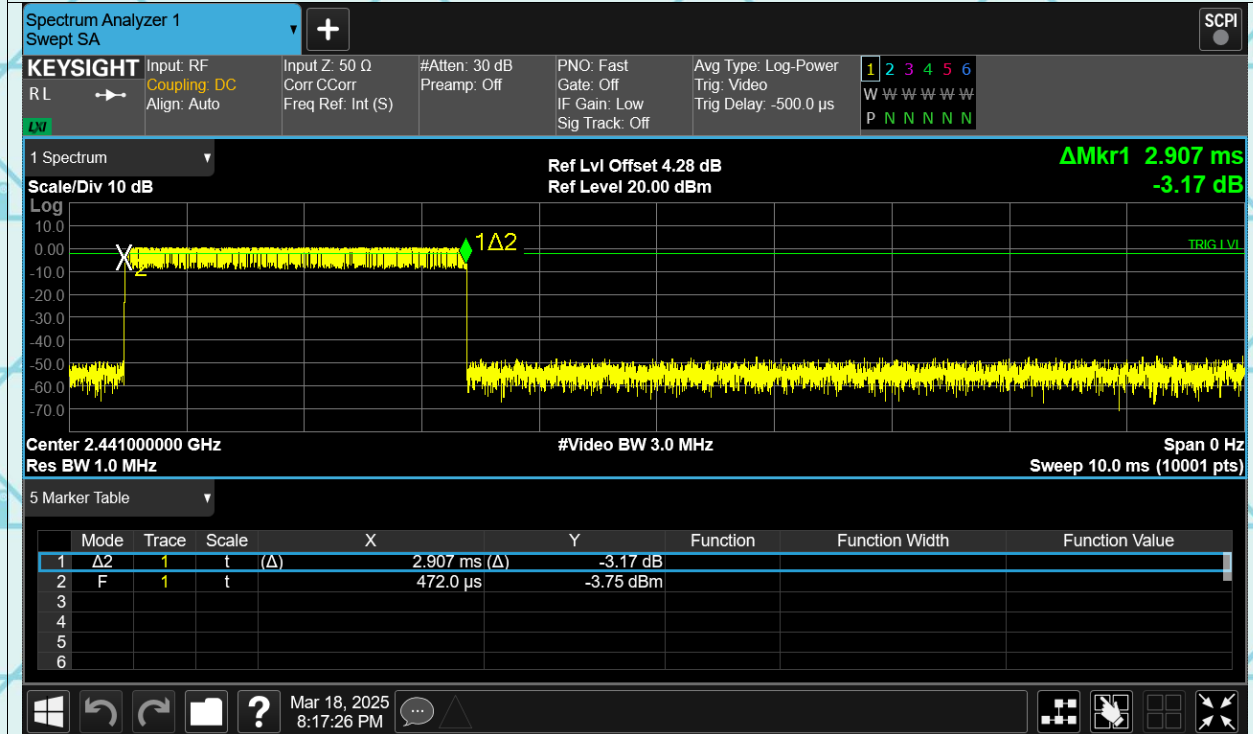 Spectrum Analyzer 1
Swept SA
+
SCPI
KEYSIGHT
RL
LXI
Input: RF
Coupling: DC
Align: Auto
Input Z: 50 Ω
Corr CCorr
Freq Ref: Int (S)
#Atten: 30 dB
Preamp: Off
PNO: Fast
Gate: Off
IF Gain: Low
Sig Track: Off
Avg Type: Log-Power
Trig: Video
Trig Delay: -500.0 µs
1 2 3 4 5 6
W W W W W W
P N N N N N
1 Spectrum
Scale/Div 10 dB
Ref Lvl Offset 4.28 dB
Ref Level 20.00 dBm
ΔMkr1 2.907 ms
-3.17 dB
Log
10.0
0.00
-10.0
-20.0
-30.0
-40.0
-50.0
-60.0
-70.0
2
1Δ2
TRIG LVL
Center 2.441000000 GHz
#Video BW 3.0 MHz
Span 0 Hz
Res BW 1.0 MHz
Sweep 10.0 ms (10001 pts)
5 Marker Table
Mode Trace Scale X Y Function Function Width Function Value
1 Δ2 1 t (Δ) 2.907 ms (Δ) -3.17 dB
2 F 1 t 472.0 µs -3.75 dBm
3
4
5
6
?
Mar 18, 2025
8:17:26 PM